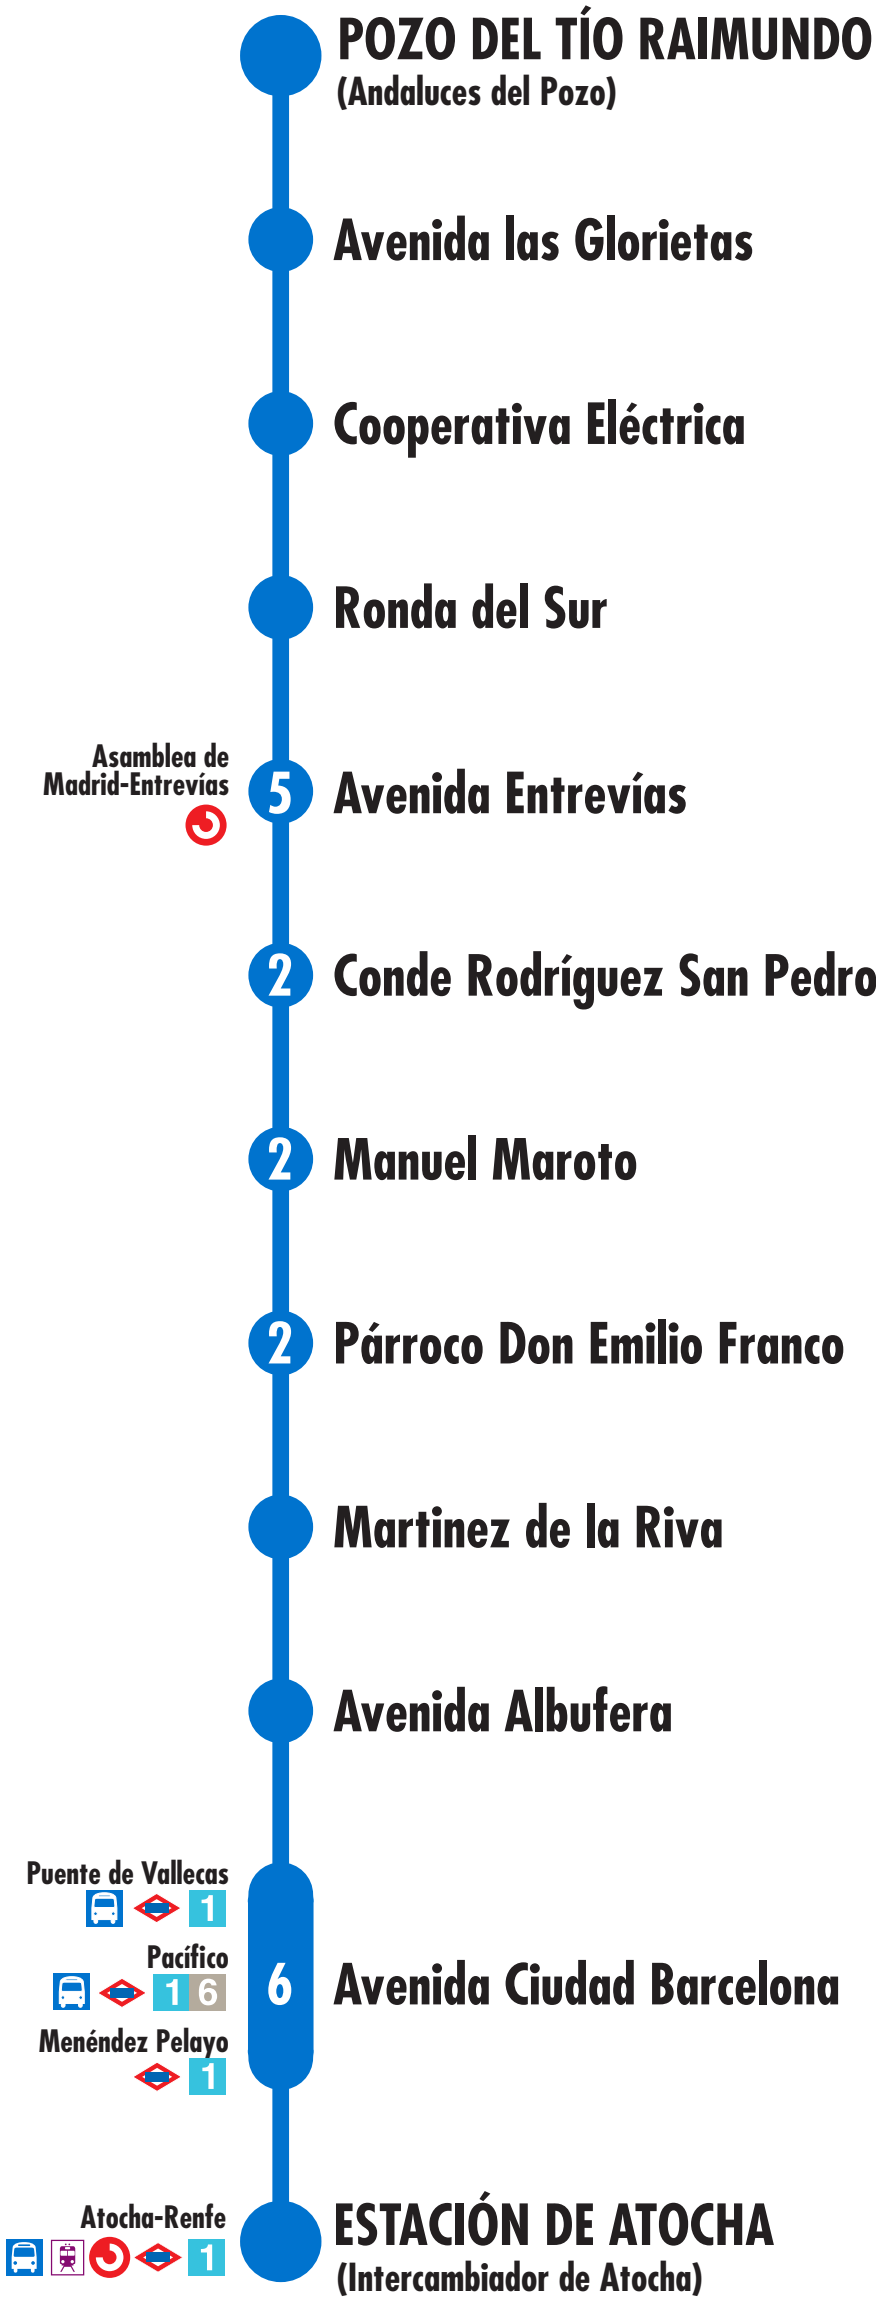 POZO DEL TÍO RAIMUNDO
(Andaluces del Pozo)
Avenida las Glorietas
Cooperativa Eléctrica
Ronda del Sur
Asamblea de
Madrid-Entrevías
5 Avenida Entrevías
2 Conde Rodríguez San Pedro
2 Manuel Maroto
2 Párroco Don Emilio Franco
Martinez de la Riva
Avenida Albufera
Puente de Vallecas
1
Pacífico
1 6
6 Avenida Ciudad Barcelona
Menéndez Pelayo
1
Atocha-Renfe
1
ESTACIÓN DE ATOCHA
(Intercambiador de Atocha)